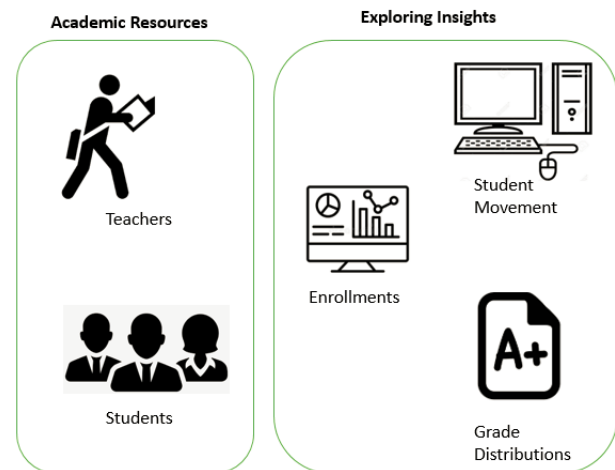 Academic Resources
Teachers
Students
Exploring Insights
Student
Movement
Enrollments
A+
Grade
Distributions